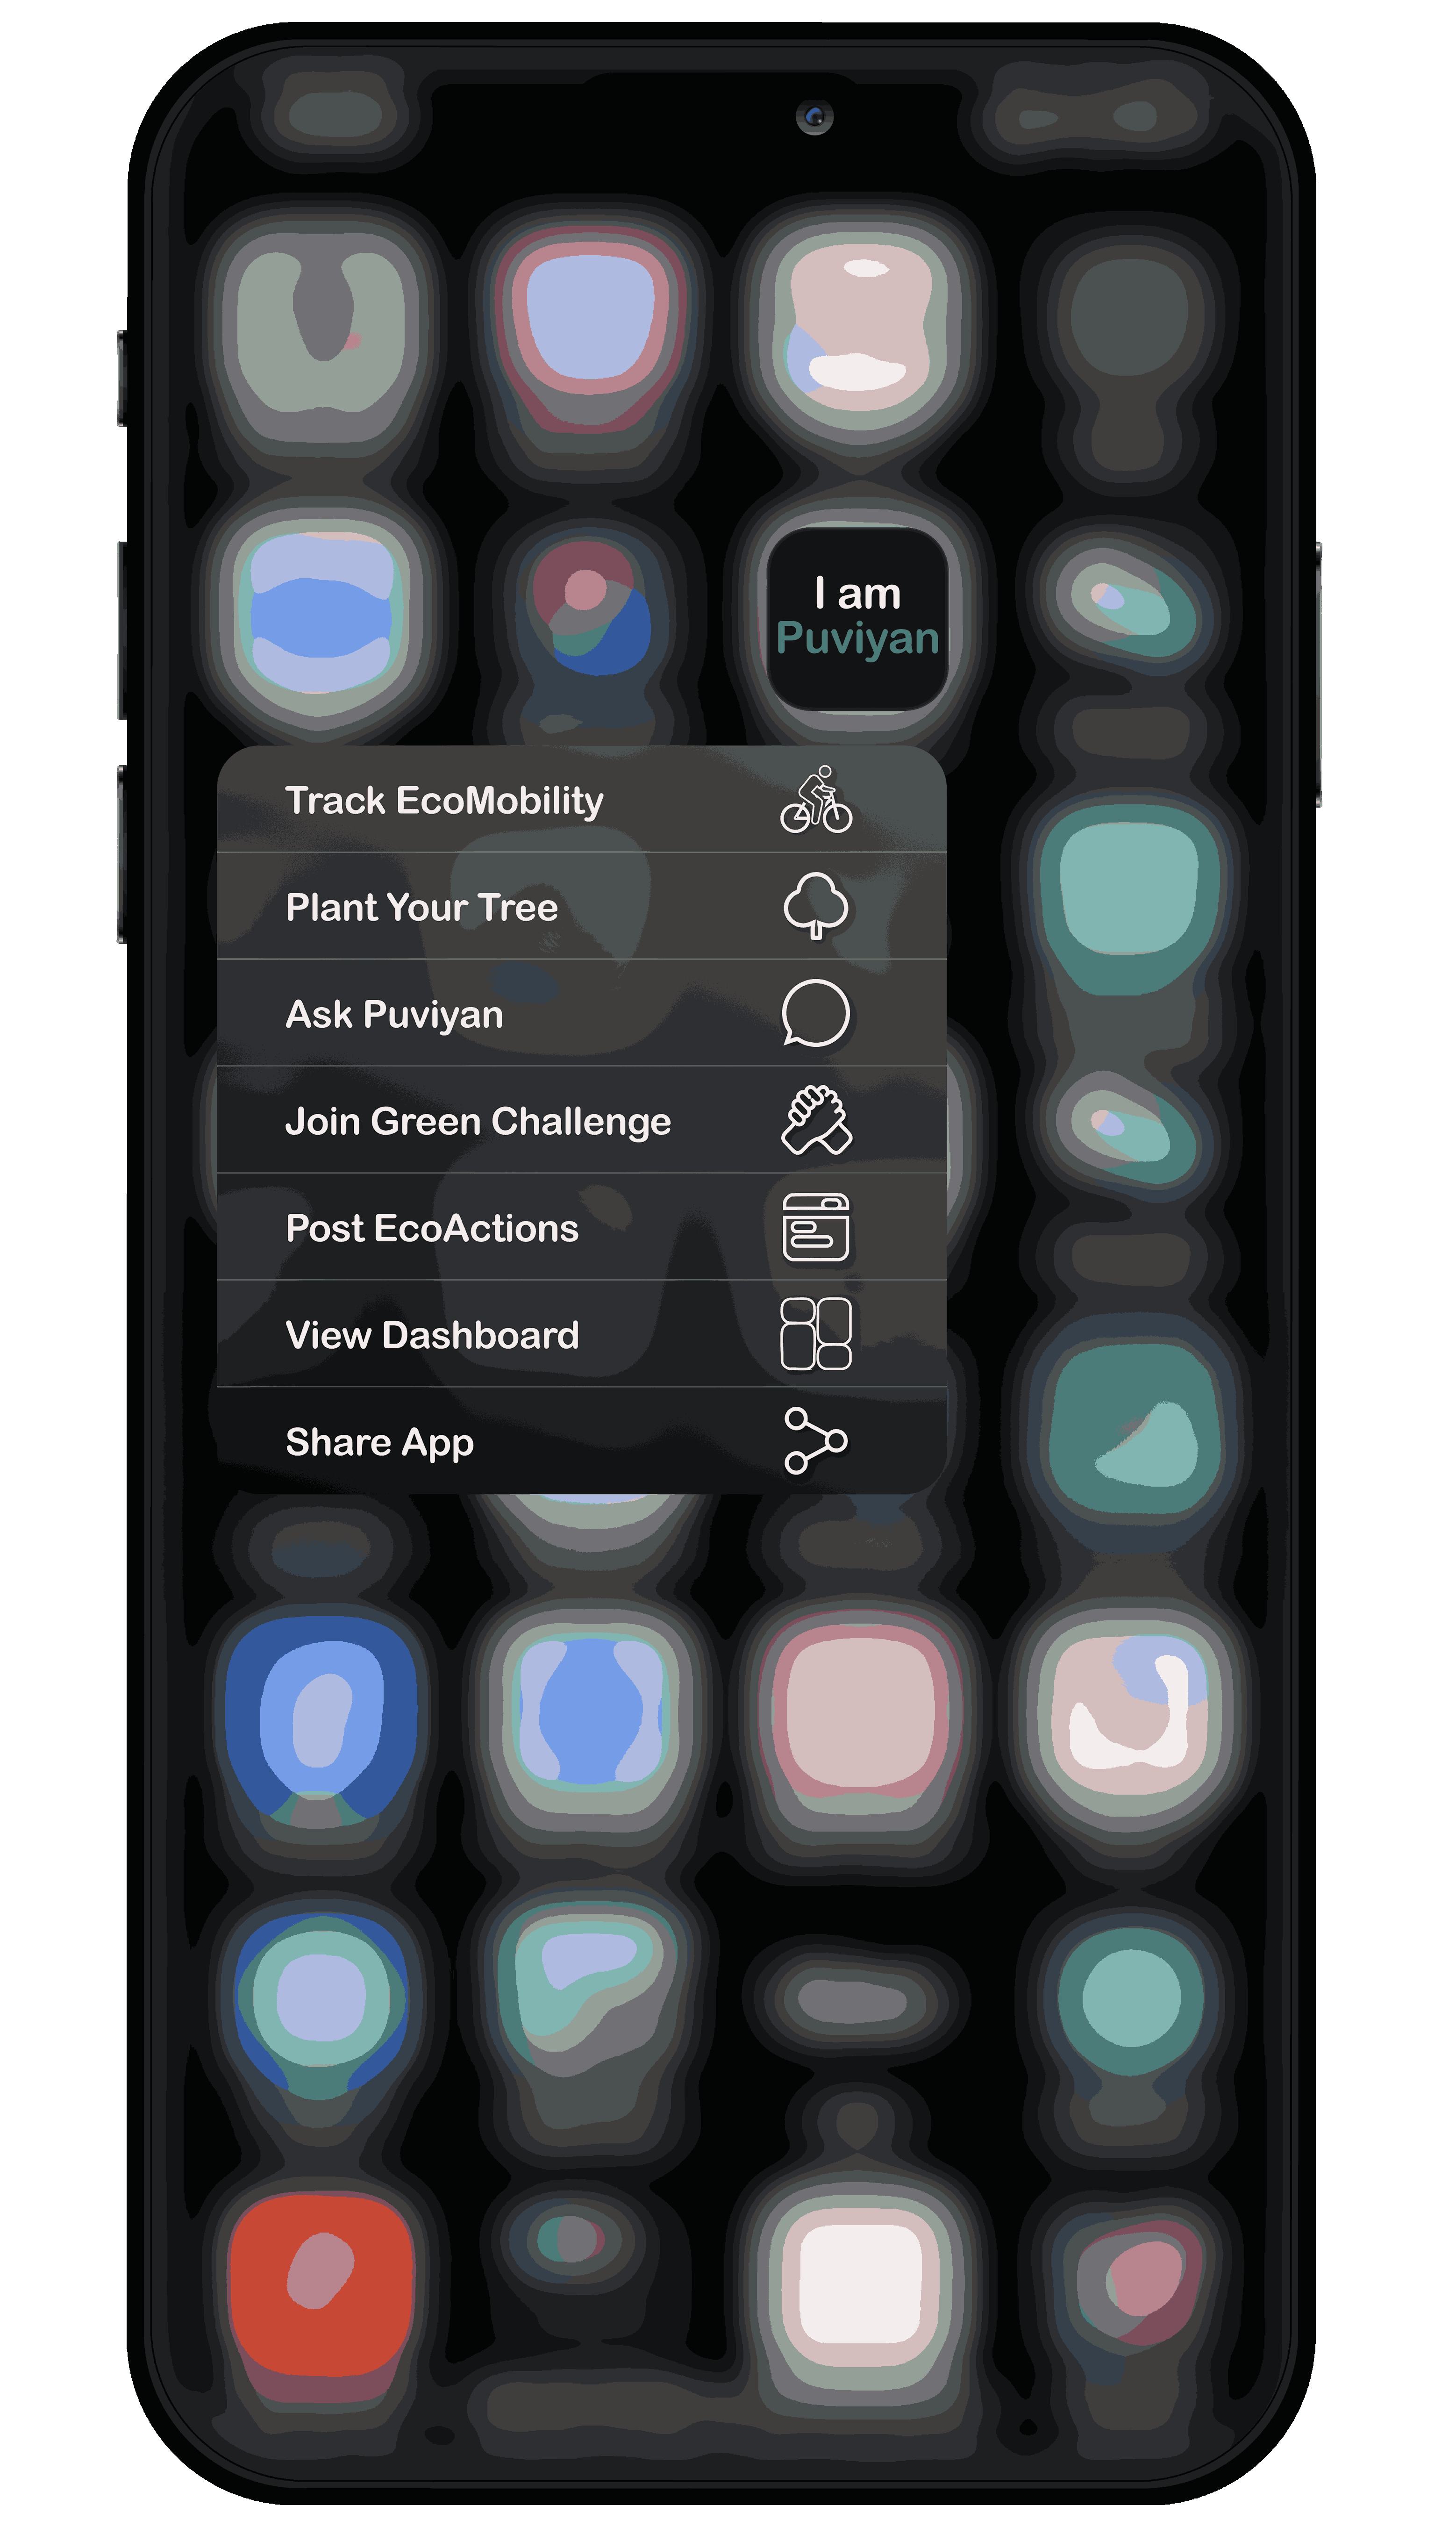 I am
Puviyan
Track EcoMobility
Plant Your Tree
Ask Puviyan
Join Green Challenge
Post EcoActions
View Dashboard
Share App